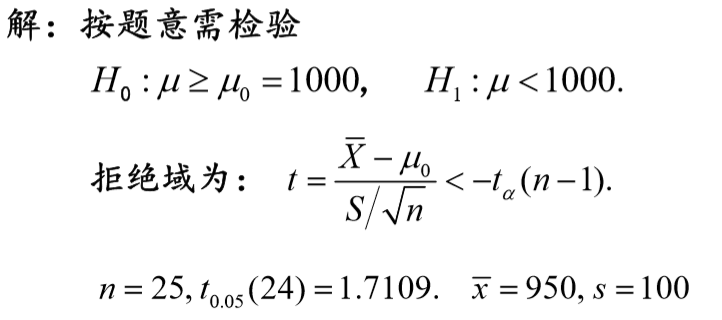 解：按题意需检验
H₀ : μ ≥ μ₀ = 1000,  H₁ : μ < 1000.
拒绝域为： t = (X̄ − μ₀) / (S/√n) < −t_α(n−1).
n = 25, t₀.₀₅(24) = 1.7109.  x̄ = 950, s = 100